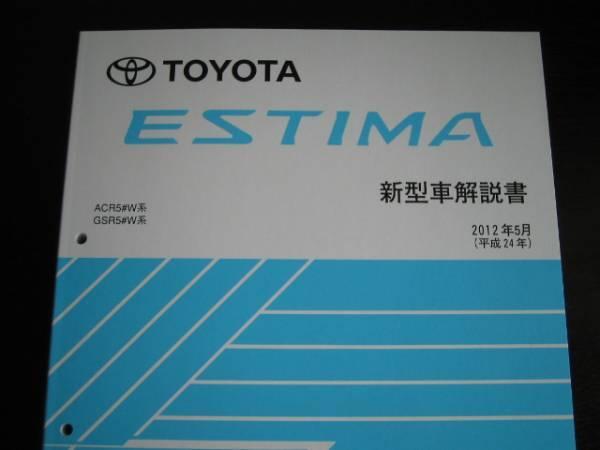 TOYOTA
ESTIMA
新型車解説書
ACR5#W系
GSR5#W系
2012年5月
(平成24年)